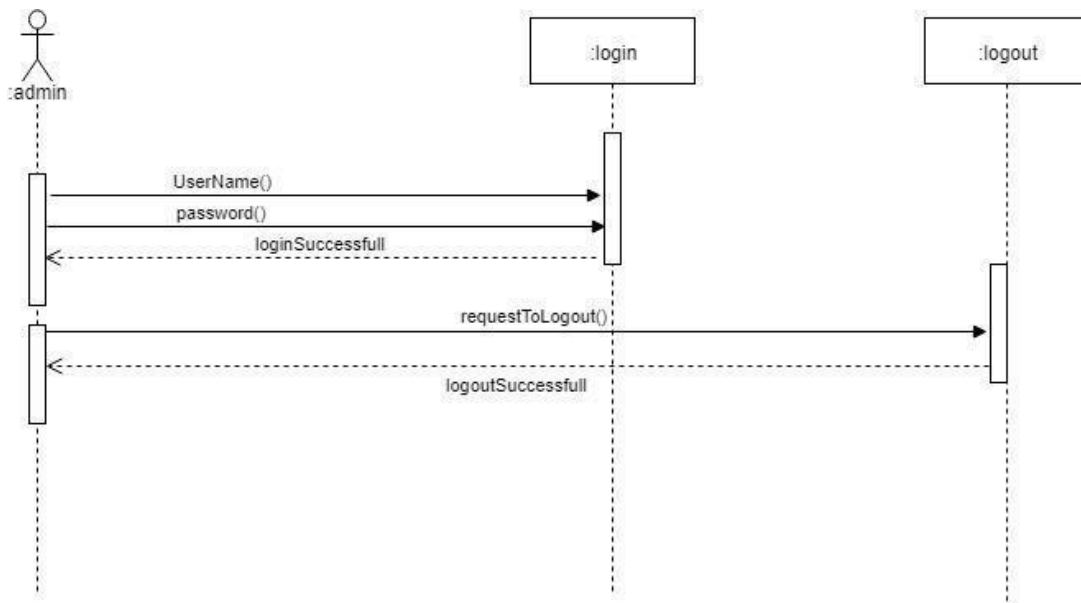 :login
:logout
:admin
UserName()
password()
loginSuccessfull
requestToLogout()
logoutSuccessfull